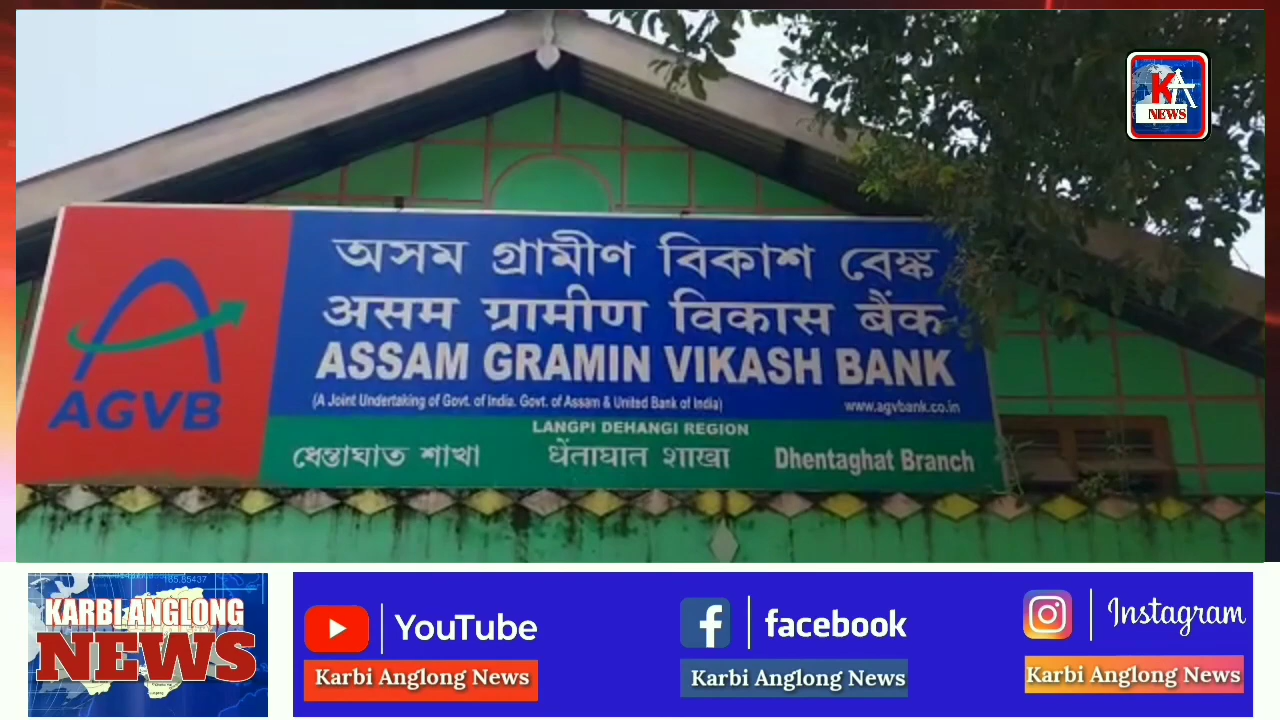 KA
NEWS
অসম গ্রামীণ বিকাশ বেঙ্ক
असम ग्रामीण विकास बैंक
ASSAM GRAMIN VIKASH BANK
(A Joint Undertaking of Govt. of India. Govt. of Assam & United Bank of India)
www.agvbank.co.in
AGVB
LANGPI DEHANGI REGION
ধেন্তাঘাত শাখা धेंताघात शाखा Dhentaghat Branch
165.85437
KARBI ANGLONG
NEWS
YouTube
Karbi Anglong News
facebook
Karbi Anglong News
Instagram
Karbi Anglong News